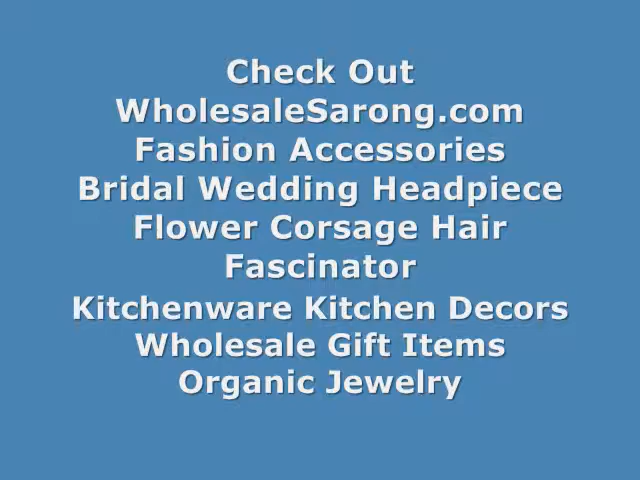 Check Out
WholesaleSarong.com
Fashion Accessories
Bridal Wedding Headpiece
Flower Corsage Hair
Fascinator
Kitchenware Kitchen Decors
Wholesale Gift Items
Organic Jewelry